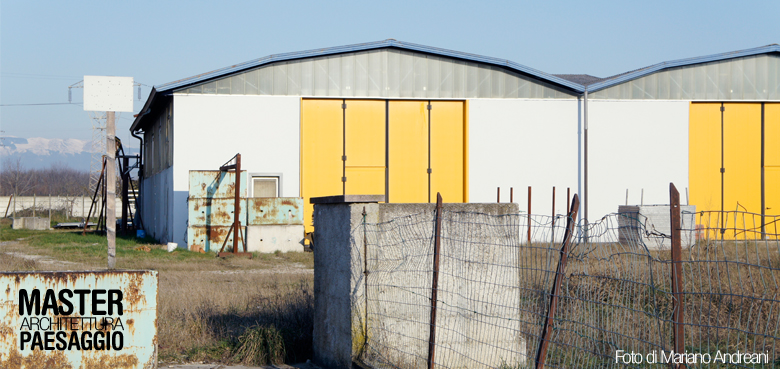 MASTER
ARCHITETTURA
PAESAGGIO
Foto di Mariano Andreani